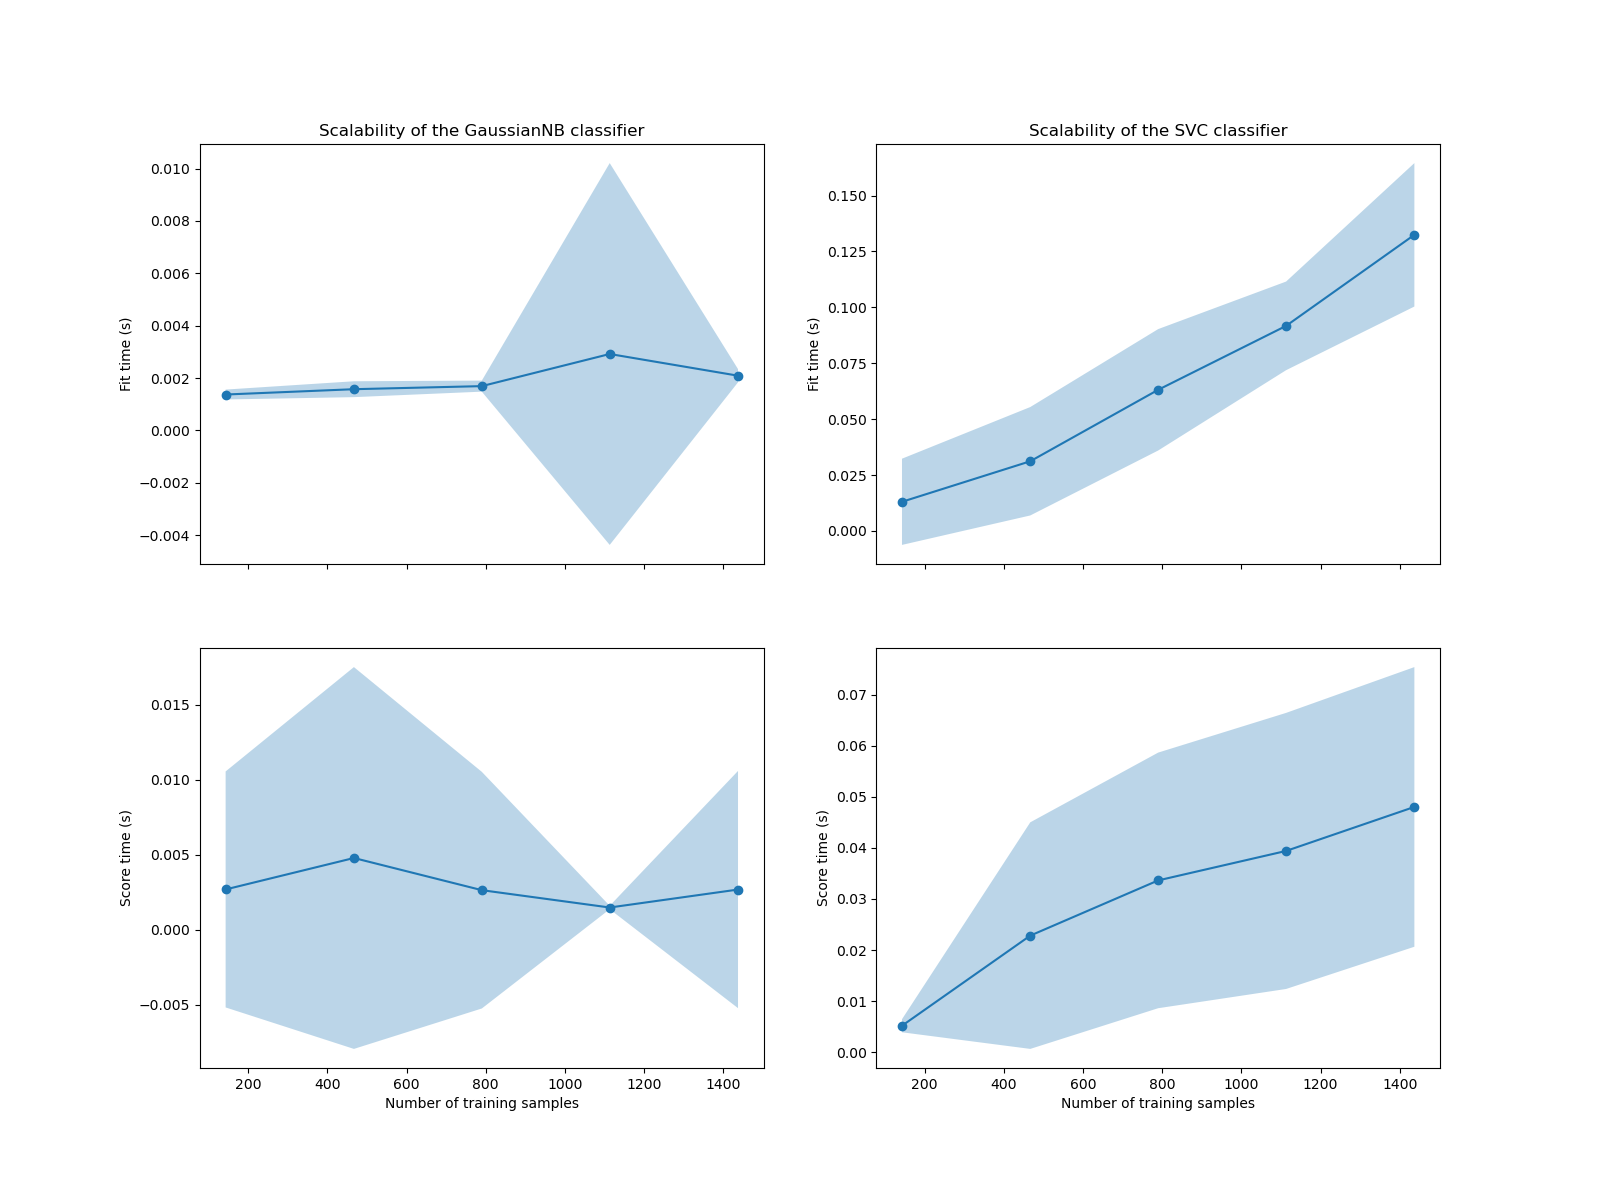 Scalability of the GaussianNB classifier
Fit time (s)
0.010
0.008
0.006
0.004
0.002
0.000
−0.002
−0.004
Scalability of the SVC classifier
Fit time (s)
0.150
0.125
0.100
0.075
0.050
0.025
0.000
Score time (s)
0.015
0.010
0.005
0.000
−0.005
200 400 600 800 1000 1200 1400
Number of training samples
Score time (s)
0.07
0.06
0.05
0.04
0.03
0.02
0.01
0.00
200 400 600 800 1000 1200 1400
Number of training samples